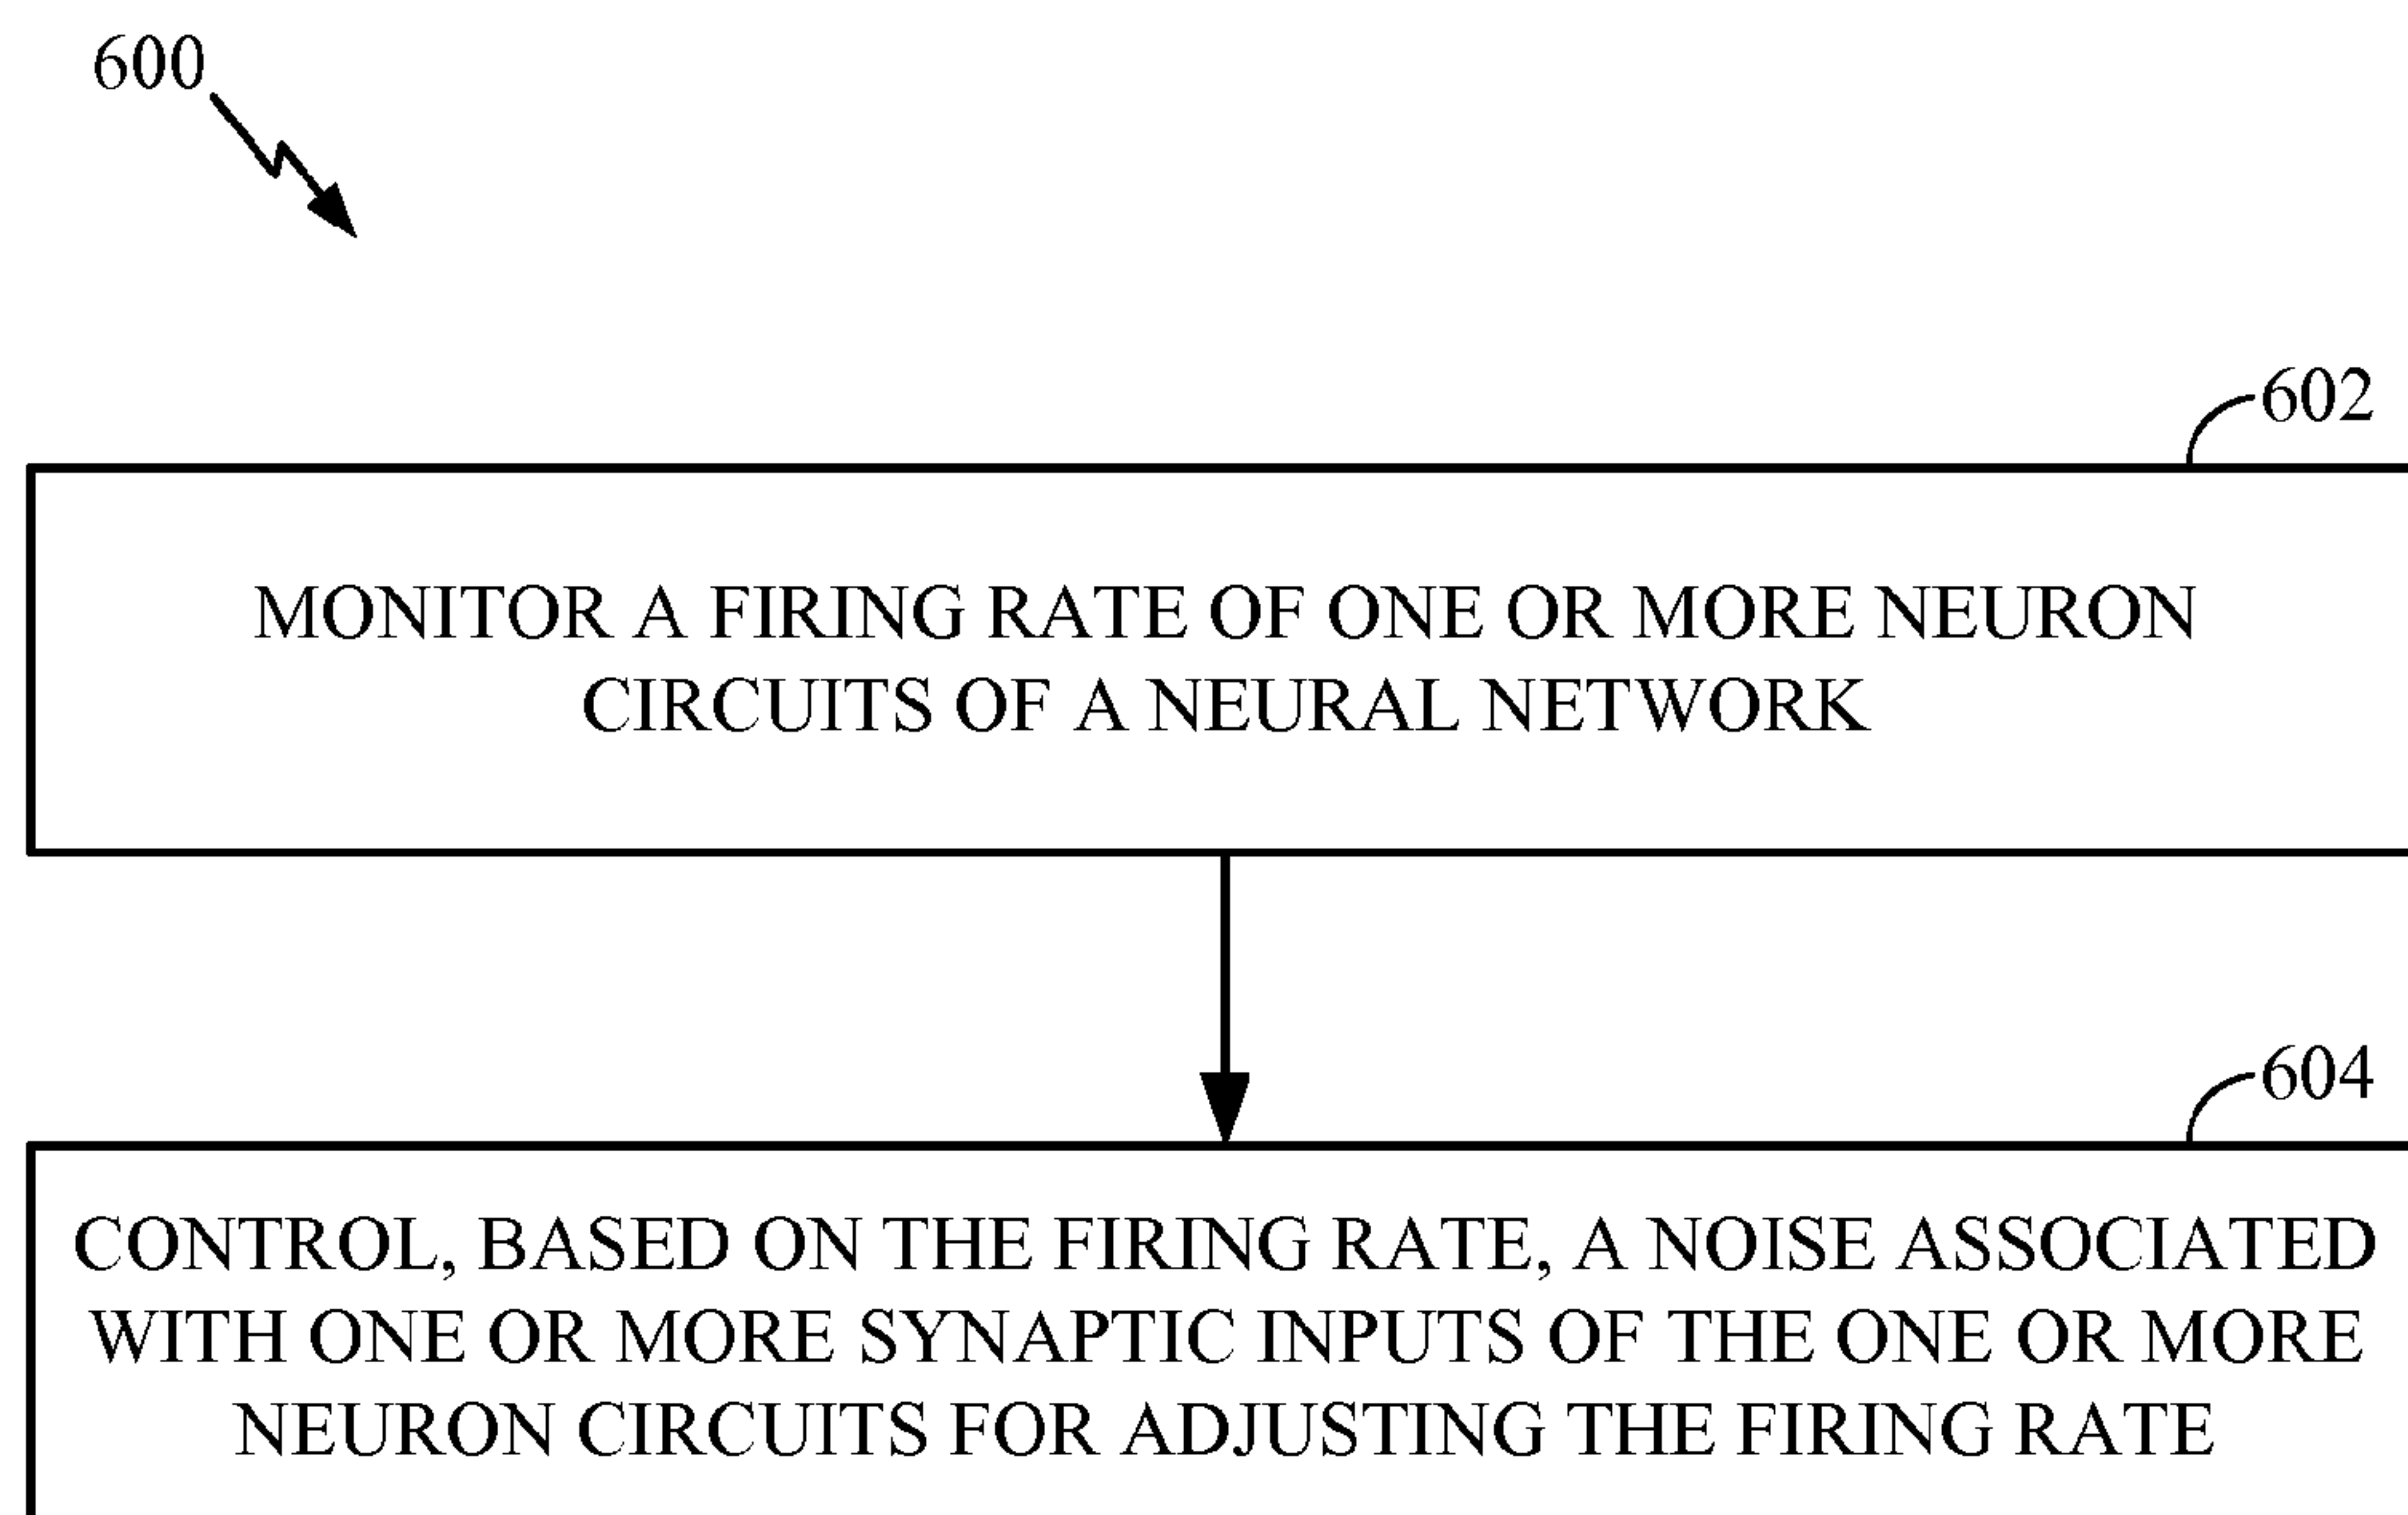 600
602
MONITOR A FIRING RATE OF ONE OR MORE NEURON
CIRCUITS OF A NEURAL NETWORK
604
CONTROL, BASED ON THE FIRING RATE, A NOISE ASSOCIATED
WITH ONE OR MORE SYNAPTIC INPUTS OF THE ONE OR MORE
NEURON CIRCUITS FOR ADJUSTING THE FIRING RATE